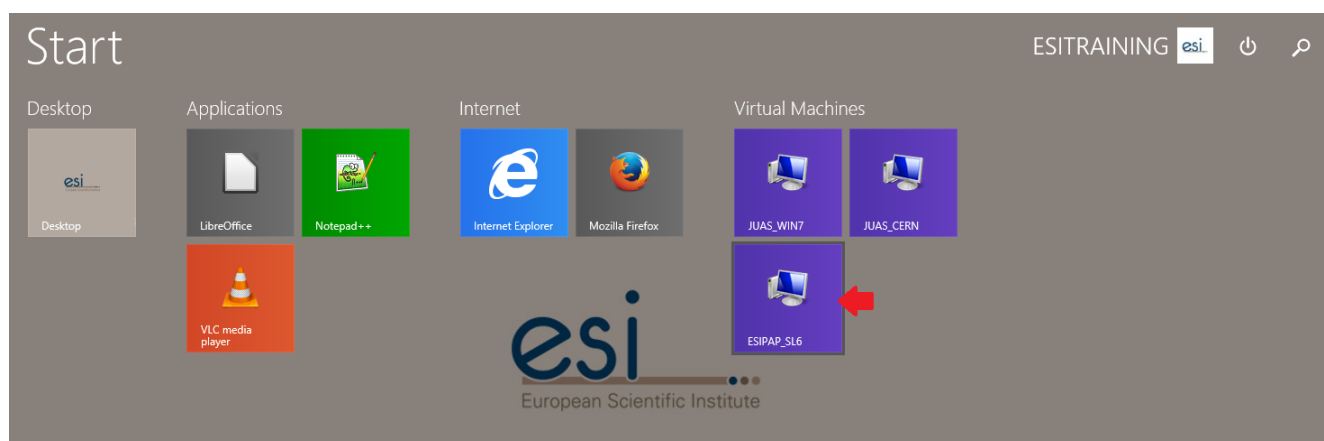 Start
ESITRAINING esi
Desktop
Applications
Internet
Virtual Machines
esi
Desktop
LibreOffice
Notepad++
Internet Explorer
Mozilla Firefox
JUAS_WIN7
JUAS_CERN
VLC media
player
ESIPAP_SL6
esi
European Scientific Institute